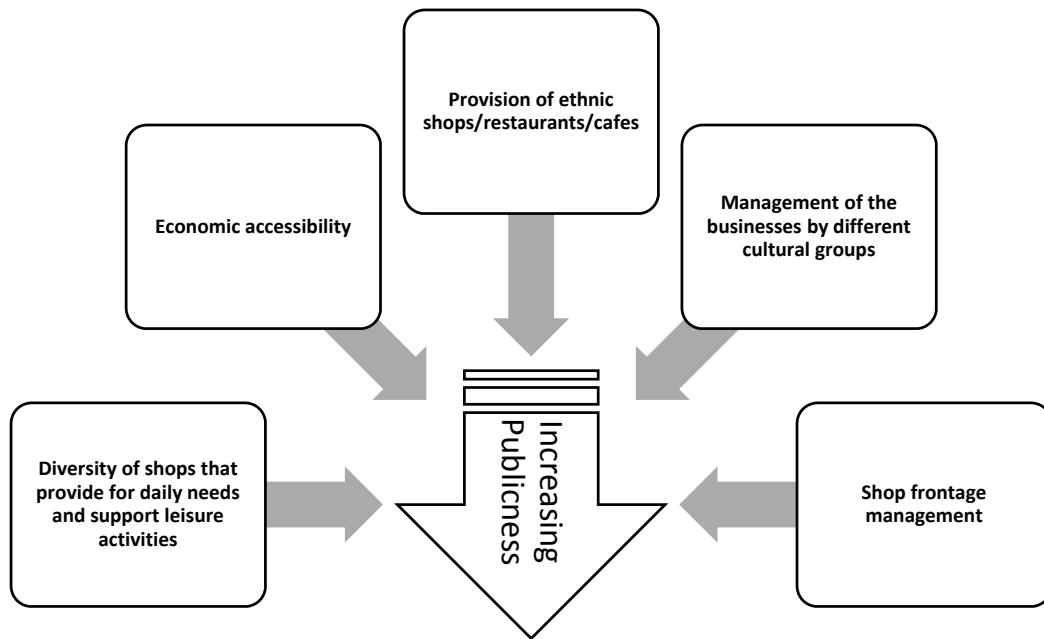 Provision of ethnic
shops/restaurants/cafes
Economic accessibility
Management of the
businesses by different
cultural groups
Diversity of shops that
provide for daily needs
and support leisure
activities
Increasing
Publicness
Shop frontage
management